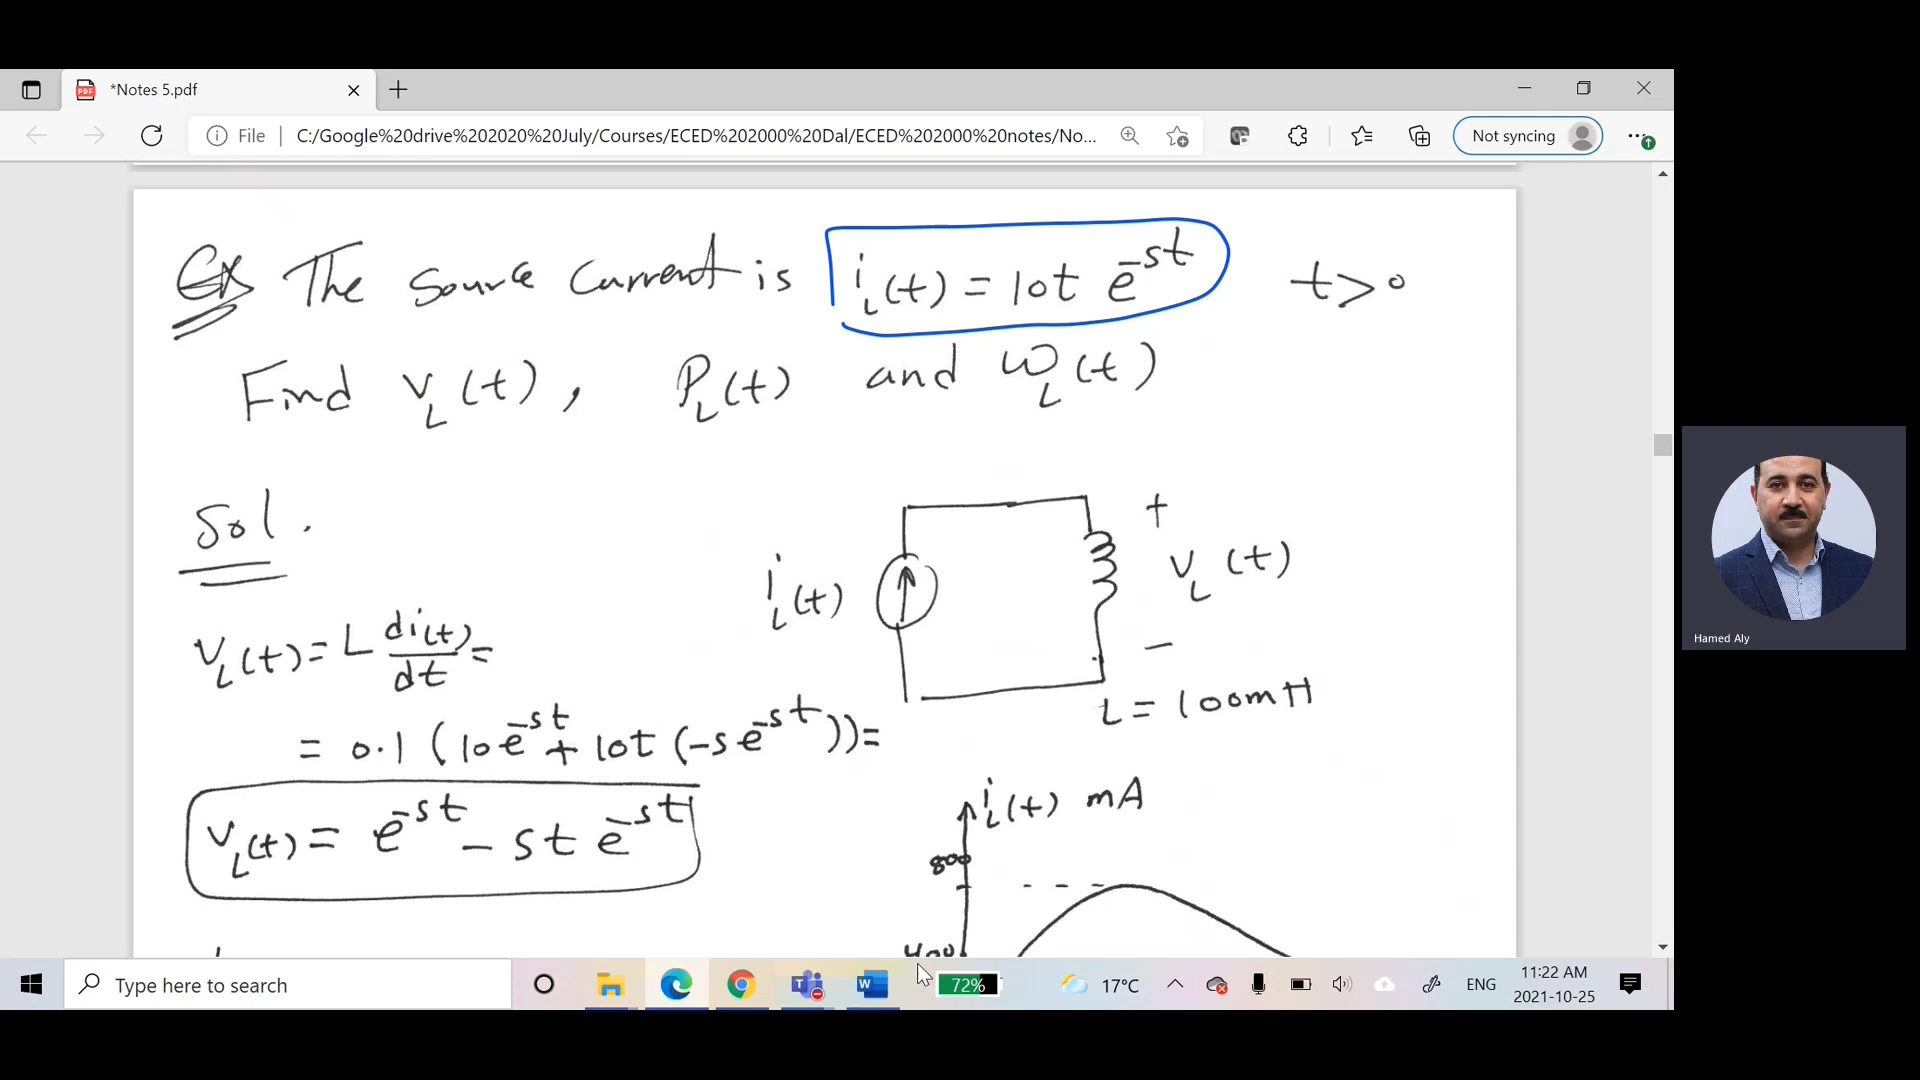 *Notes 5.pdf
File
C:/Google%20drive%202020%20July/Courses/ECED%202000%20Dal/ECED%202000%20notes/No...
Not syncing
Ex The Source Current is i_L(t) = 10t e^-5t t>0
Find v_L(t), P_L(t) and w_L(t)
Sol.
i_L(t)
+
v_L(t)
-
L = 100mH
v_L(t) = L di(t)/dt =
= 0.1 (10e^-5t + 10t (-5e^-5t)) =
v_L(t) = e^-5t - 5t e^-5t
i_L(t) mA
800
400
Hamed Aly
Type here to search
72%
17°C
ENG
11:22 AM
2021-10-25